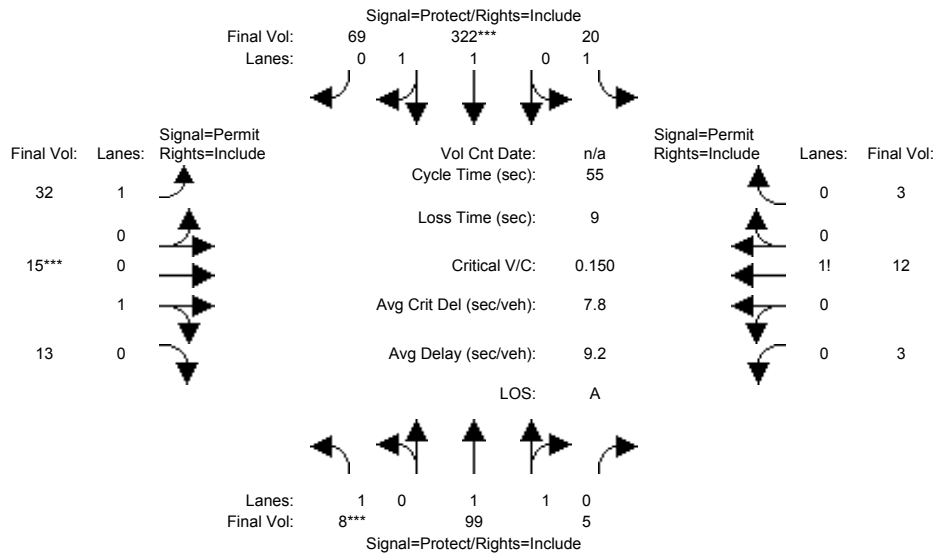 Signal=Protect/Rights=Include
Final Vol: 69 322*** 20
Lanes: 0 1 1 0 1
Signal=Permit Signal=Permit
Final Vol: Lanes: Rights=Include Vol Cnt Date: n/a Rights=Include Lanes: Final Vol:
Cycle Time (sec): 55
32 1 0 3
Loss Time (sec): 9
0 0
15*** 0 Critical V/C: 0.150 1! 12
1 Avg Crit Del (sec/veh): 7.8 0
13 0 Avg Delay (sec/veh): 9.2 0 3
LOS: A
Lanes: 1 0 1 1 0
Final Vol: 8*** 99 5
Signal=Protect/Rights=Include